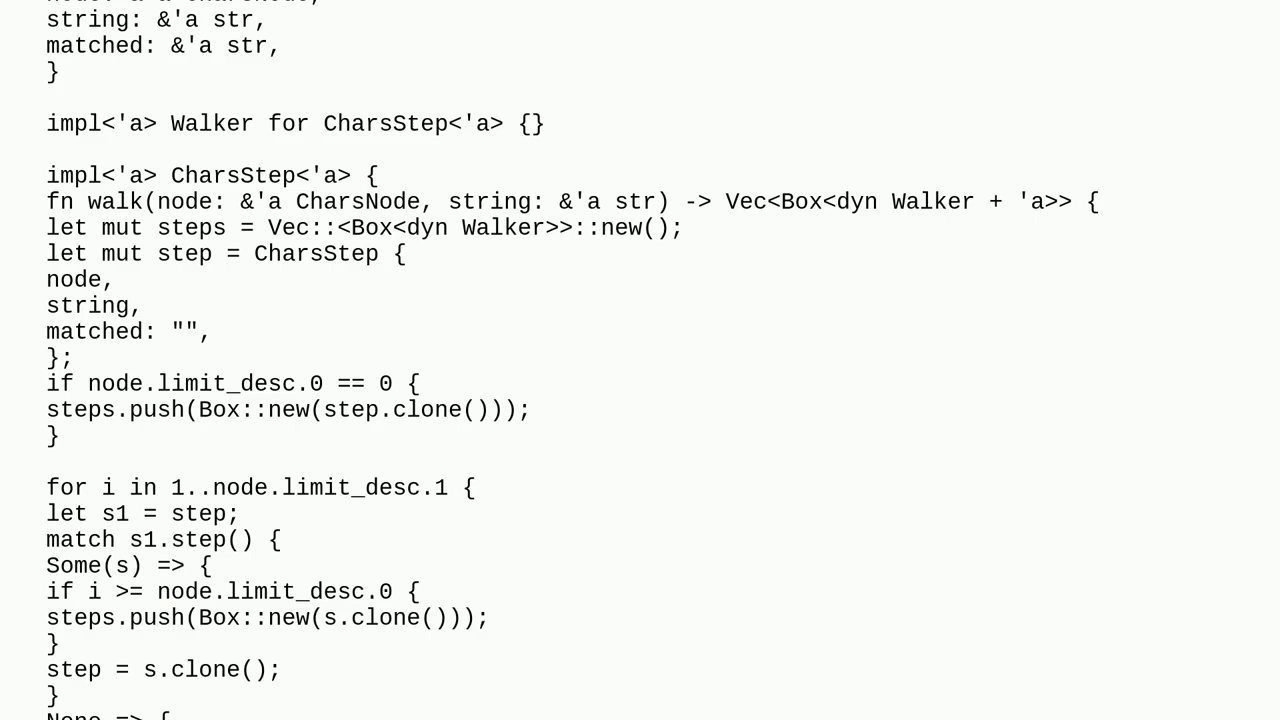 string: &'a str,
matched: &'a str,
}

impl<'a> Walker for CharsStep<'a> {}

impl<'a> CharsStep<'a> {
fn walk(node: &'a CharsNode, string: &'a str) -> Vec<Box<dyn Walker + 'a>> {
let mut steps = Vec::<Box<dyn Walker>>::new();
let mut step = CharsStep {
node,
string,
matched: "",
};
if node.limit_desc.0 == 0 {
steps.push(Box::new(step.clone()));
}

for i in 1..node.limit_desc.1 {
let s1 = step;
match s1.step() {
Some(s) => {
if i >= node.limit_desc.0 {
steps.push(Box::new(s.clone()));
}
step = s.clone();
}
None => {